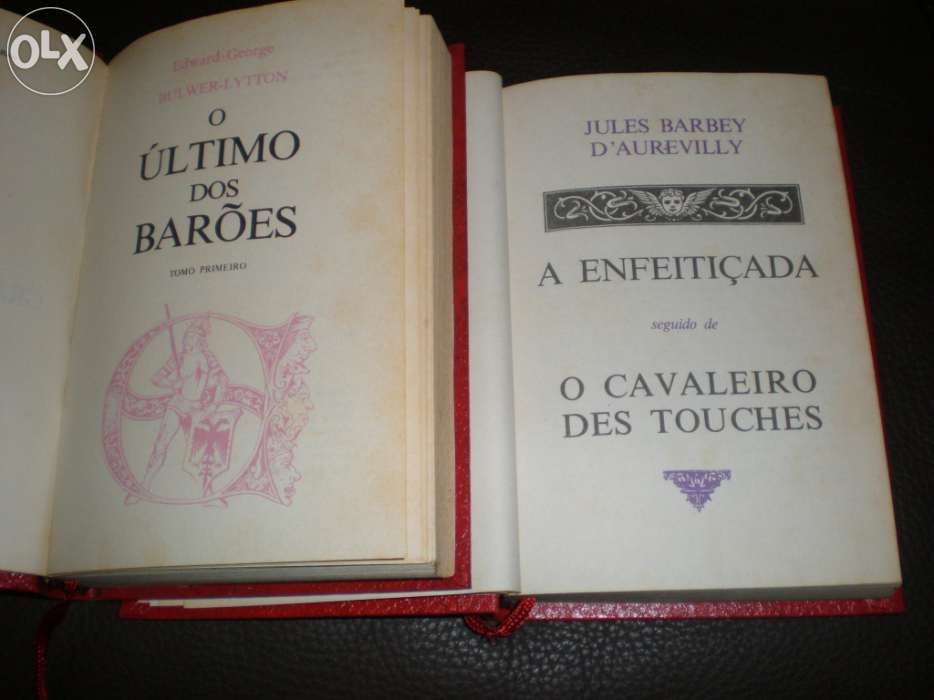 OLX
Edward-George
BULWER-LYTTON
O
ÚLTIMO
DOS
BARÕES
TOMO PRIMEIRO
JULES BARBEY
D'AUREVILLY
A ENFEITIÇADA
seguido de
O CAVALEIRO
DES TOUCHES